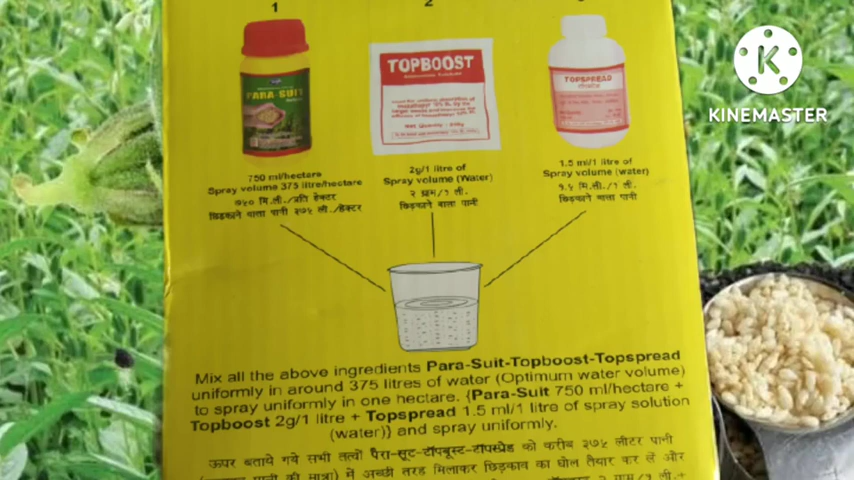 1
2
KINEMASTER
PARA-SUIT
TOPBOOST
TOPSPREAD
750 ml/hectare
Spray volume 375 litre/hectare
७५० मि.ली./प्रति हेक्टर
छिड़काने वाला पानी ३७५ ली./हेक्टर
2g/1 litre of
Spray volume (Water)
२ ग्राम/१ ली.
छिड़काने वाला पानी
1.5 ml/1 litre of
Spray volume (water)
१.५ मि.ली./१ ली.
छिड़काने वाला पानी
Mix all the above ingredients Para-Suit-Topboost-Topspread
uniformly in around 375 litres of water (Optimum water volume)
to spray uniformly in one hectare. {Para-Suit 750 ml/hectare +
Topboost 2g/1 litre + Topspread 1.5 ml/1 litre of spray solution
(water)} and spray uniformly.
ऊपर बताये गये सभी तत्वों पैरा-सूट-टॉपबूस्ट-टॉपस्प्रेड को करीब ३७५ लीटर पानी
पानी की मात्रा) में अच्छी तरह मिलाकर छिड़काव का घोल तैयार कर ले और